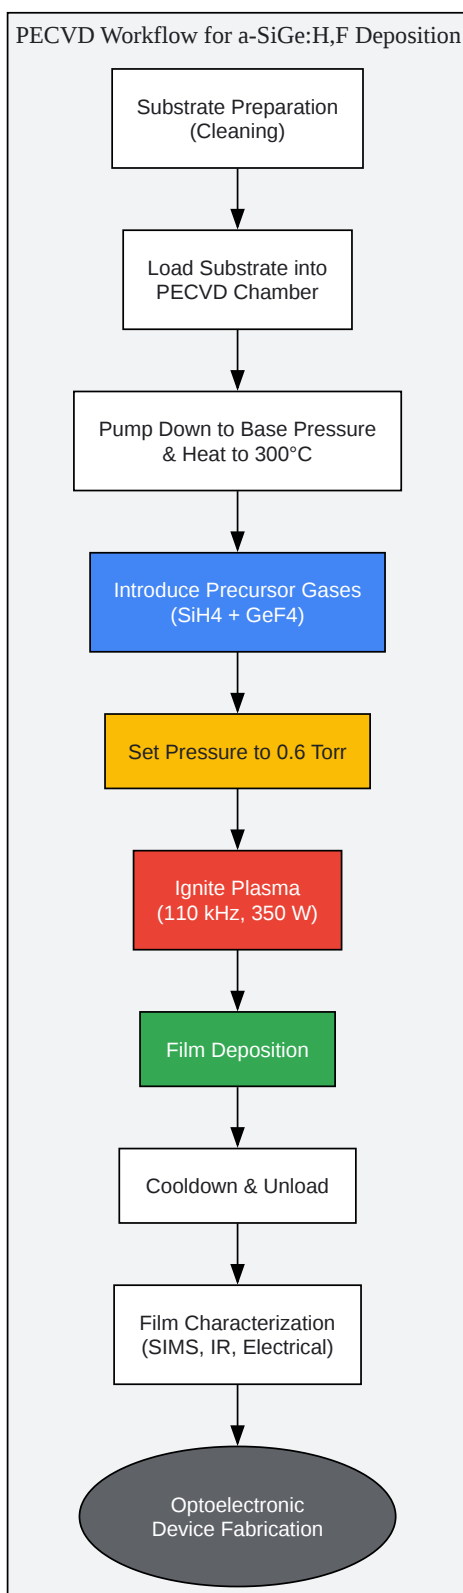 PECVD Workflow for a-SiGe:H,F Deposition
Substrate Preparation
(Cleaning)
Load Substrate into
PECVD Chamber
Pump Down to Base Pressure
& Heat to 300°C
Introduce Precursor Gases
(SiH4 + GeF4)
Set Pressure to 0.6 Torr
Ignite Plasma
(110 kHz, 350 W)
Film Deposition
Cooldown & Unload
Film Characterization
(SIMS, IR, Electrical)
Optoelectronic
Device Fabrication